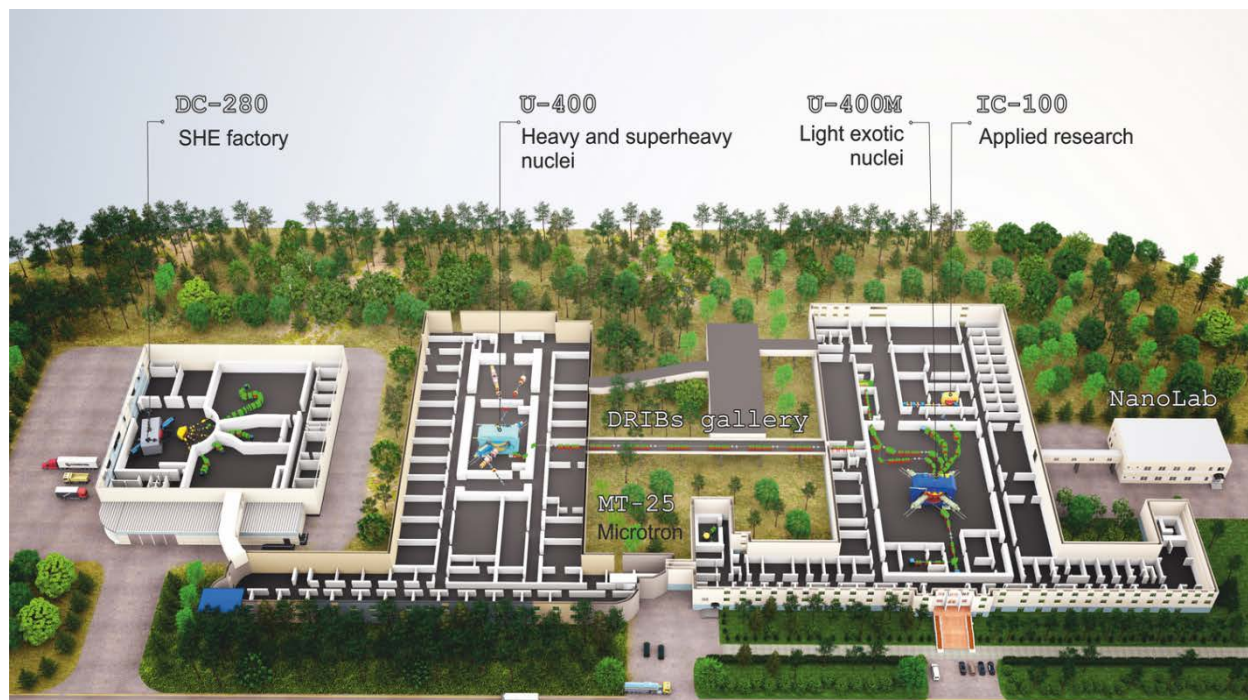 DC-280
SHE factory
U-400
Heavy and superheavy
nuclei
U-400M
Light exotic
nuclei
IC-100
Applied research
NanoLab
DRIBs gallery
MT-25
Microtron